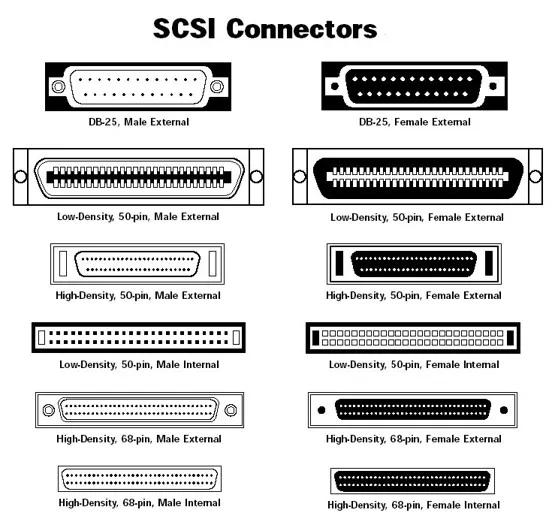 SCSI Connectors
DB-25, Male External
DB-25, Female External
Low-Density, 50-pin, Male External
Low-Density, 50-pin, Female External
High-Density, 50-pin, Male External
High-Density, 50-pin, Female External
Low-Density, 50-pin, Male Internal
Low-Density, 50-pin, Female Internal
High-Density, 68-pin, Male External
High-Density, 68-pin, Female External
High-Density, 68-pin, Male Internal
High-Density, 68-pin, Female Internal